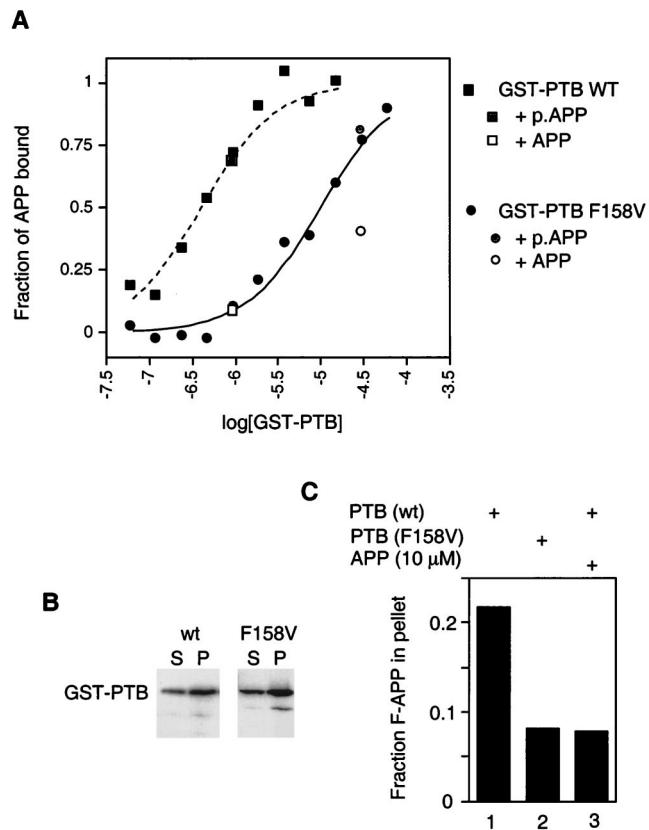 A
Fraction of APP bound
1
0.75
0.5
0.25
0
-7.5
-7
-6.5
-6
-5.5
-5
-4.5
-4
-3.5
log[GST-PTB]
GST-PTB WT
+ p.APP
+ APP
GST-PTB F158V
+ p.APP
+ APP
B
wt F158V
S P S P
GST-PTB
C
PTB (wt) + +
PTB (F158V) +
APP (10 µM) +
Fraction F-APP in pellet
0.2
0.1
0
1 2 3